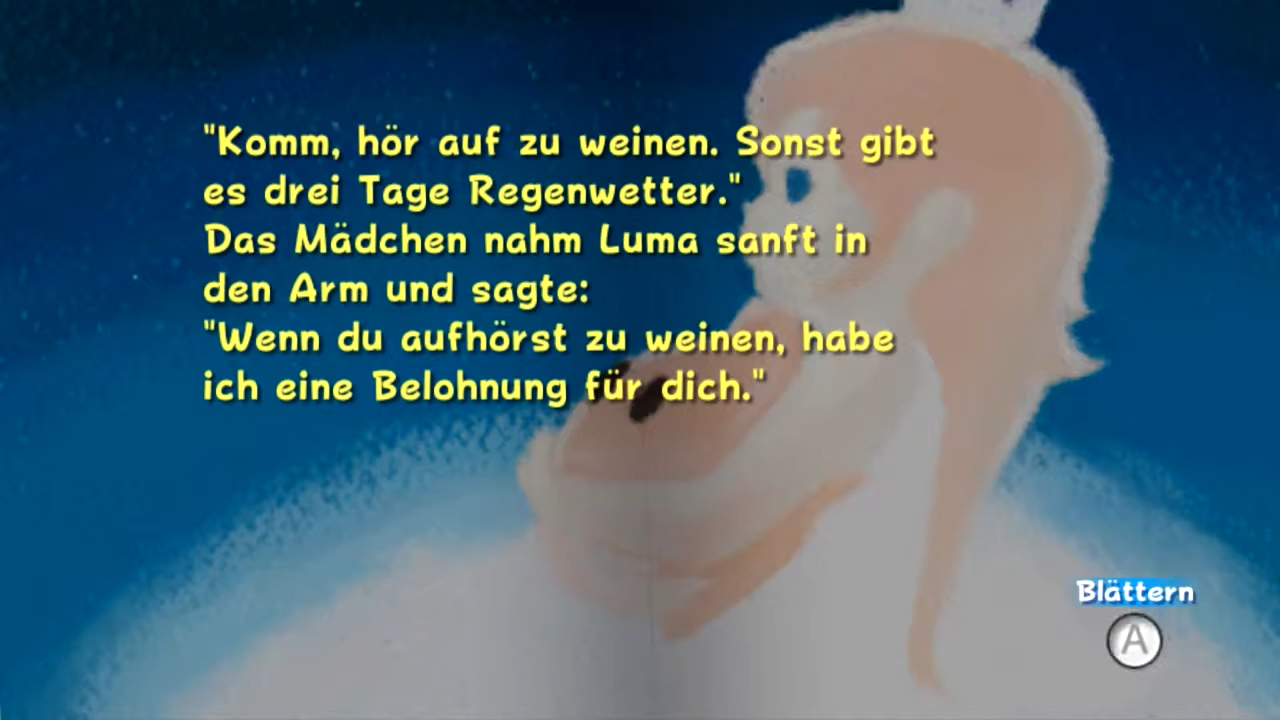 "Komm, hör auf zu weinen. Sonst gibt
es drei Tage Regenwetter."
Das Mädchen nahm Luma sanft in
den Arm und sagte:
"Wenn du aufhörst zu weinen, habe
ich eine Belohnung für dich."
Blättern
A